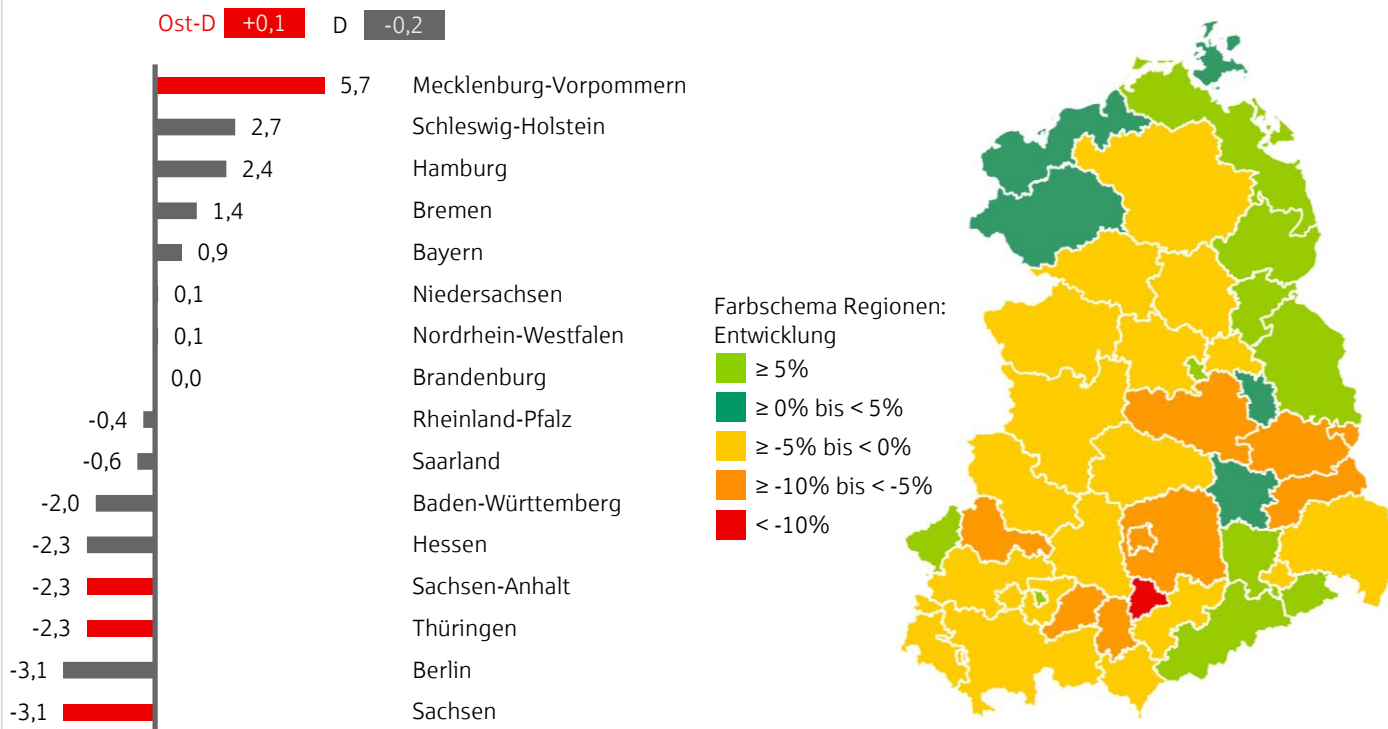 Ost-D +0,1 D -0,2
5,7 Mecklenburg-Vorpommern
2,7 Schleswig-Holstein
2,4 Hamburg
1,4 Bremen
0,9 Bayern
0,1 Niedersachsen
0,1 Nordrhein-Westfalen
0,0 Brandenburg
-0,4 Rheinland-Pfalz
-0,6 Saarland
-2,0 Baden-Württemberg
-2,3 Hessen
-2,3 Sachsen-Anhalt
-2,3 Thüringen
-3,1 Berlin
-3,1 Sachsen
Farbschema Regionen:
Entwicklung
≥ 5%
≥ 0% bis < 5%
≥ -5% bis < 0%
≥ -10% bis < -5%
< -10%